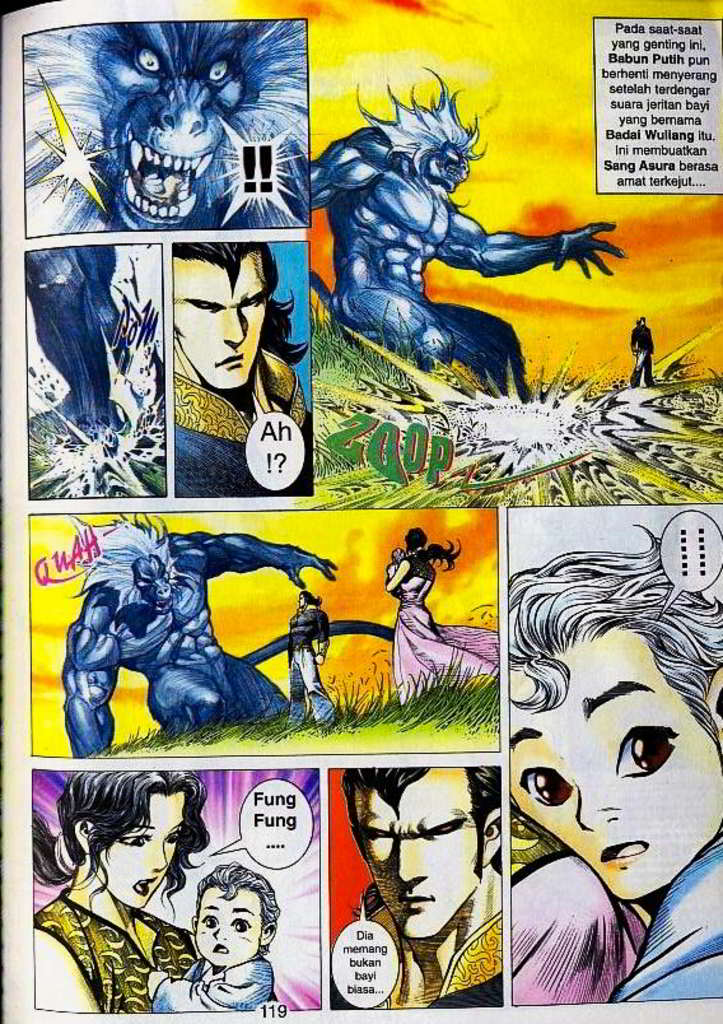 Pada saat-saat
yang genting ini,
Babun Putih pun
berhenti menyerang
setelah terdengar
suara jeritan bayi
yang bernama
Badai Wuliang itu.
Ini membuatkan
Sang Asura berasa
amat terkejut....
!!
Ah
!?
ZOOP
QUAH
!!!!
Fung
Fung
....
Dia
memang
bukan
bayi
biasa...
119